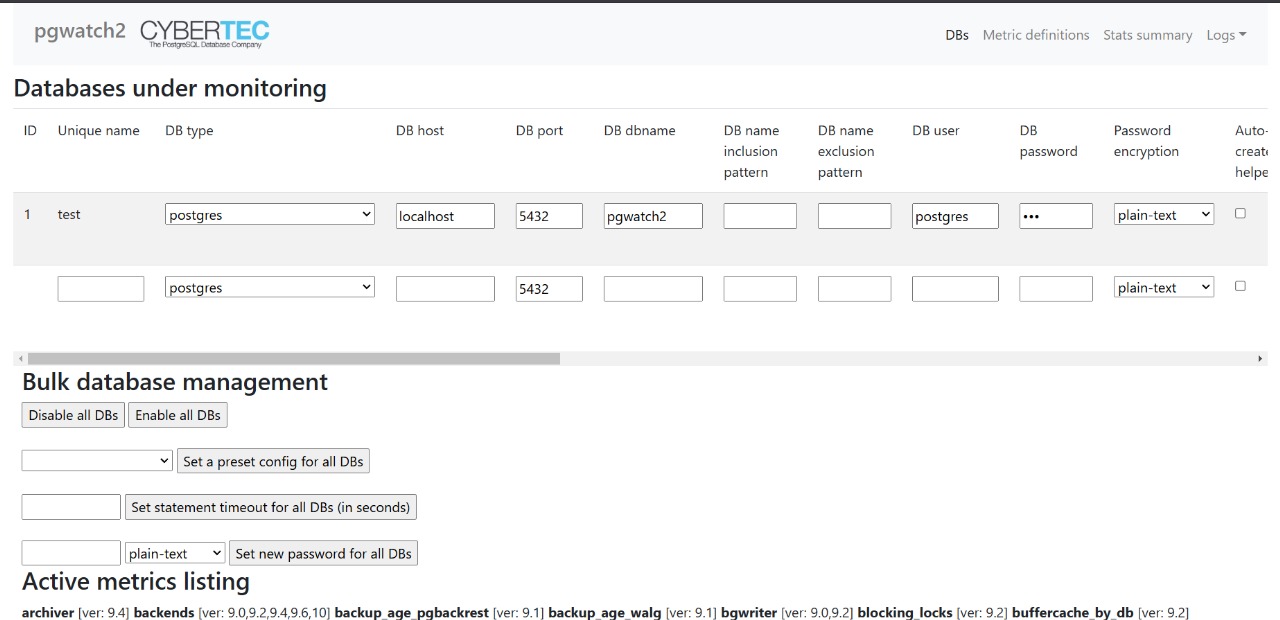 pgwatch2 CYBERTEC The PostgreSQL Database Company DBs Metric definitions Stats summary Logs
Databases under monitoring
ID Unique name DB type DB host DB port DB dbname DB name inclusion pattern DB name exclusion pattern DB user DB password Password encryption Auto-create helpe
1 test postgres localhost 5432 pgwatch2 postgres ••• plain-text
postgres 5432 plain-text
Bulk database management
Disable all DBs Enable all DBs
Set a preset config for all DBs
Set statement timeout for all DBs (in seconds)
plain-text Set new password for all DBs
Active metrics listing
archiver [ver: 9.4] backends [ver: 9.0,9.2,9.4,9.6,10] backup_age_pgbackrest [ver: 9.1] backup_age_walg [ver: 9.1] bgwriter [ver: 9.0,9.2] blocking_locks [ver: 9.2] buffercache_by_db [ver: 9.2]